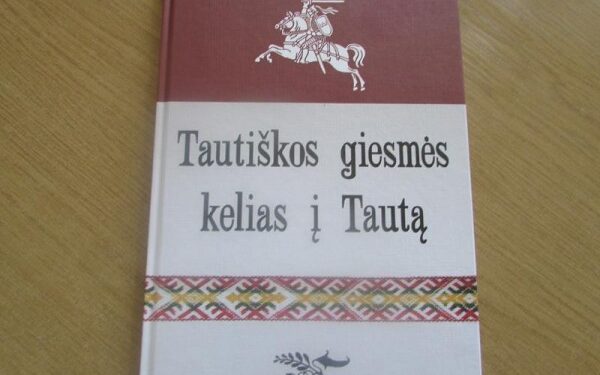 Tautiškos giesmės
kelias į Tautą